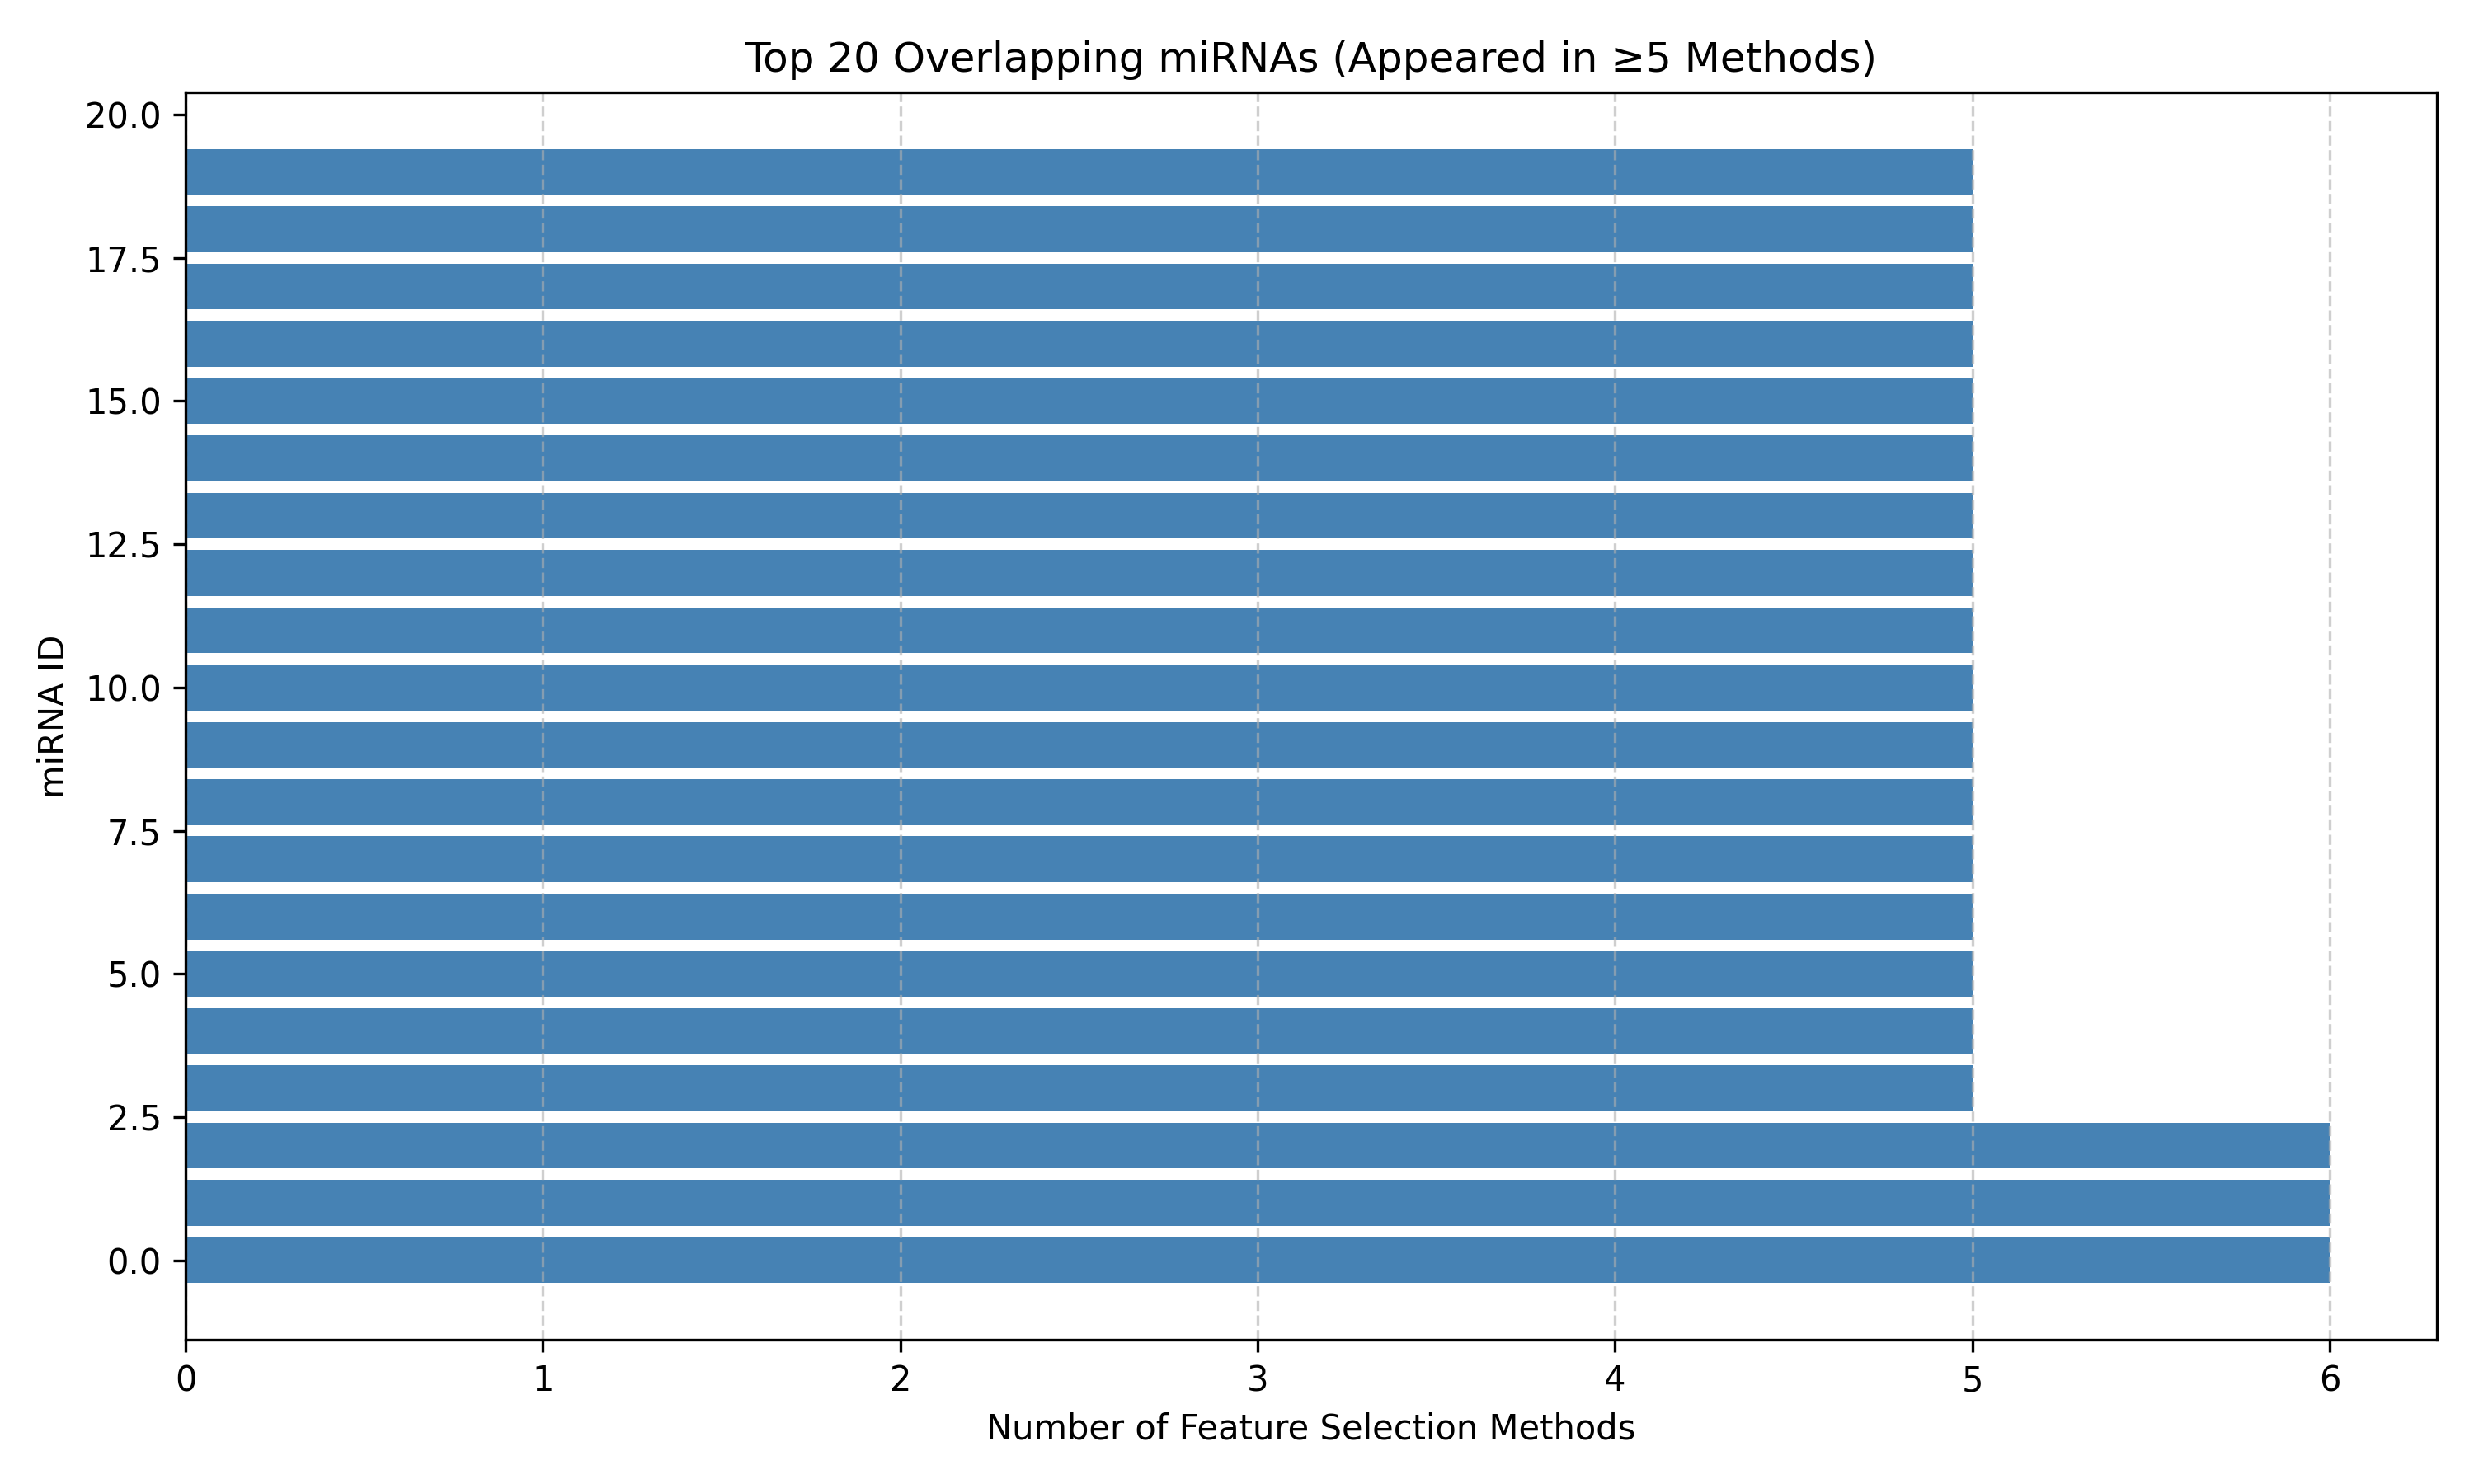 Top 20 Overlapping miRNAs (Appeared in ≥5 Methods)
20.0
17.5
15.0
12.5
10.0
7.5
5.0
2.5
0.0
miRNA ID
0 1 2 3 4 5 6
Number of Feature Selection Methods